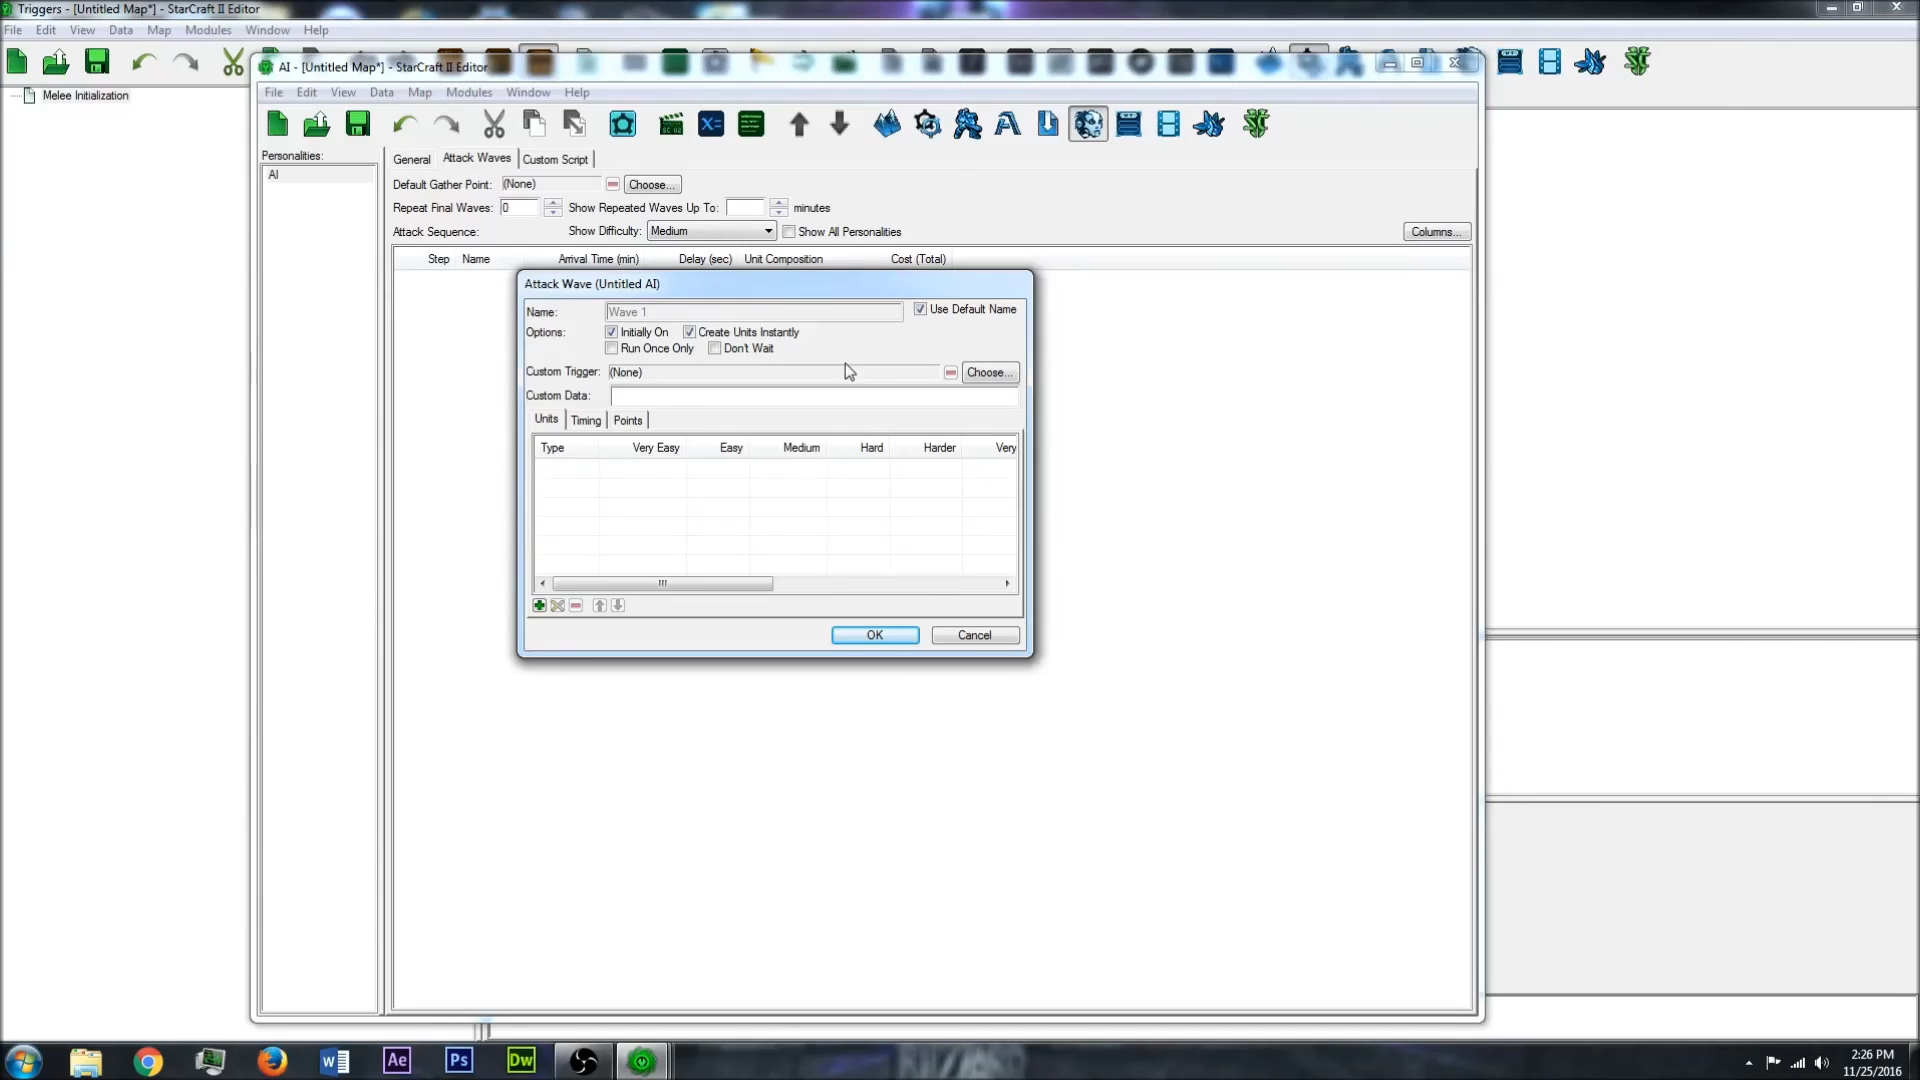 Triggers - [Untitled Map*] - StarCraft II Editor
File Edit View Data Map Modules Window Help
AI - [Untitled Map*] - StarCraft II Editor
Melee Initialization
File Edit View Data Map Modules Window Help
SC 02
X=
Personalities:
AI
General Attack Waves Custom Script
Default Gather Point: (None) Choose...
Repeat Final Waves: 0 Show Repeated Waves Up To: minutes
Attack Sequence: Show Difficulty: Medium Show All Personalities Columns...
Step Name Arrival Time (min) Delay (sec) Unit Composition Cost (Total)
Attack Wave (Untitled AI)
Name: Wave 1 Use Default Name
Options: Initially On Create Units Instantly
Run Once Only Don't Wait
Custom Trigger: (None) Choose...
Custom Data:
Units Timing Points
Type Very Easy Easy Medium Hard Harder Very
OK Cancel
Ae Ps Dw
2:26 PM
11/25/2016